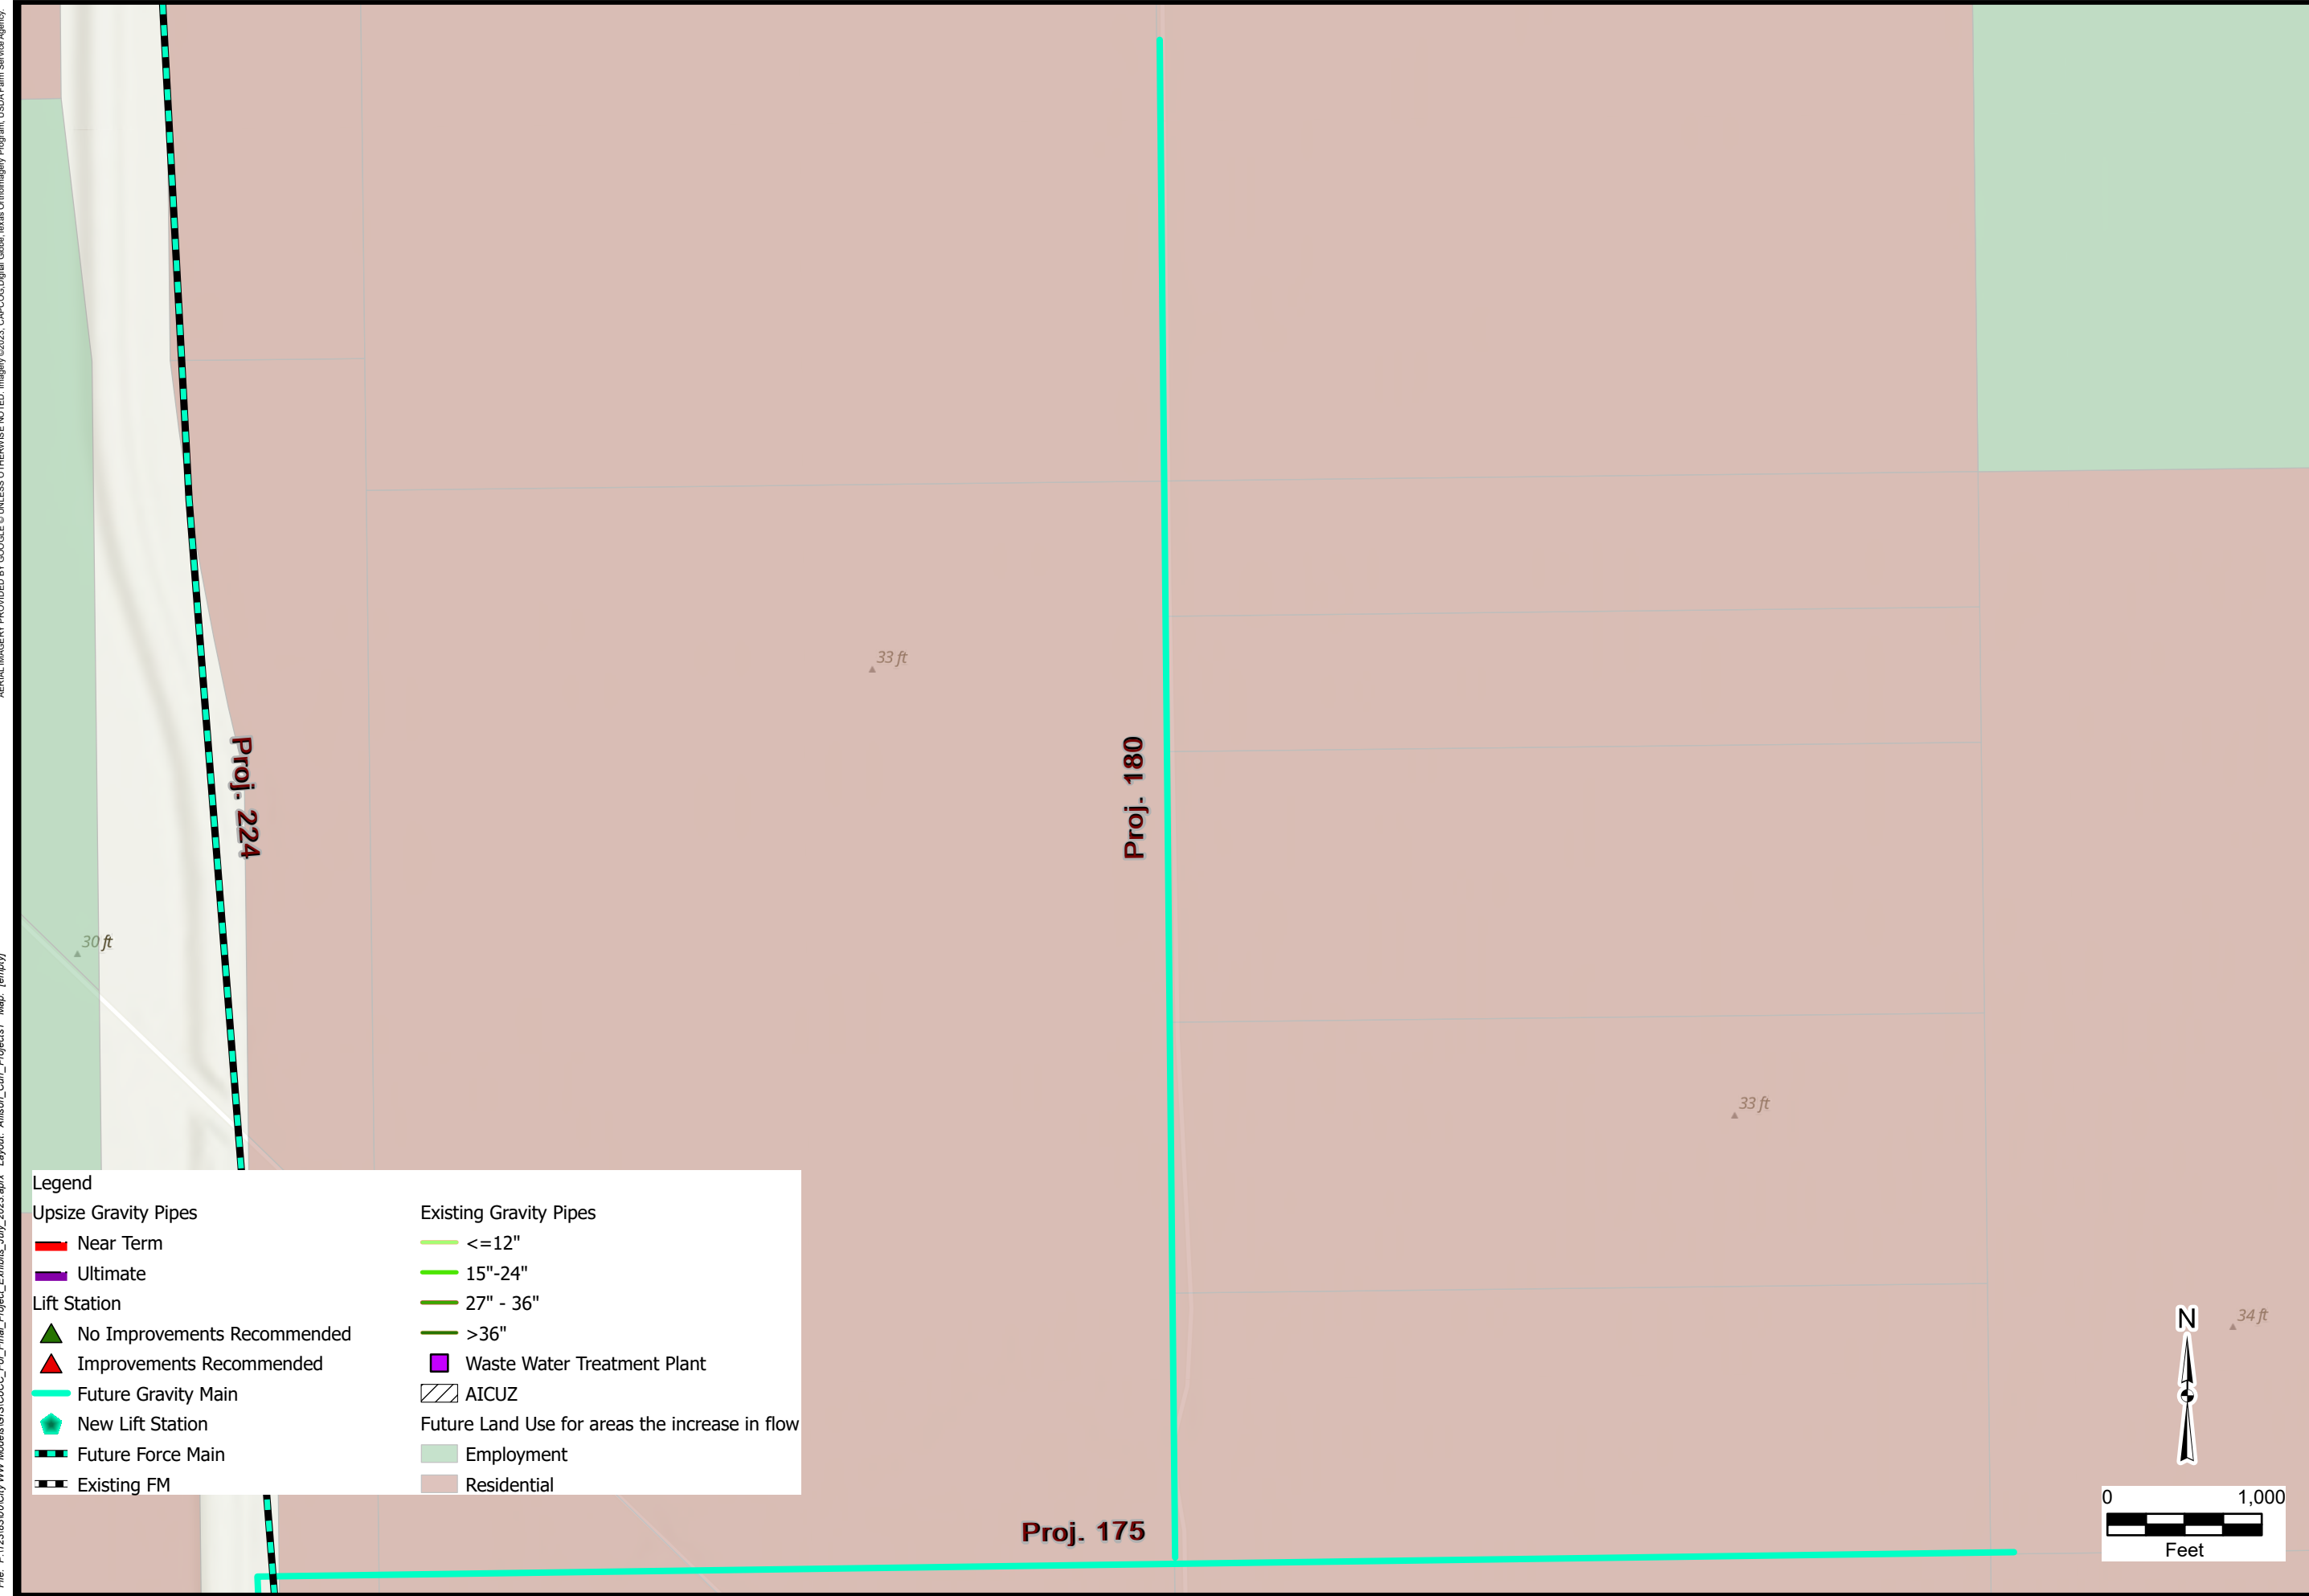 33 ft
Proj. 224
Proj. 180
30 ft
33 ft
34 ft
Legend
Upsize Gravity Pipes
Near Term
Ultimate
Lift Station
No Improvements Recommended
Improvements Recommended
Future Gravity Main
New Lift Station
Future Force Main
Existing FM
Existing Gravity Pipes
<=12"
15"-24"
27" - 36"
>36"
Waste Water Treatment Plant
AICUZ
Future Land Use for areas the increase in flow
Employment
Residential
Proj. 175
N
0 1,000
Feet